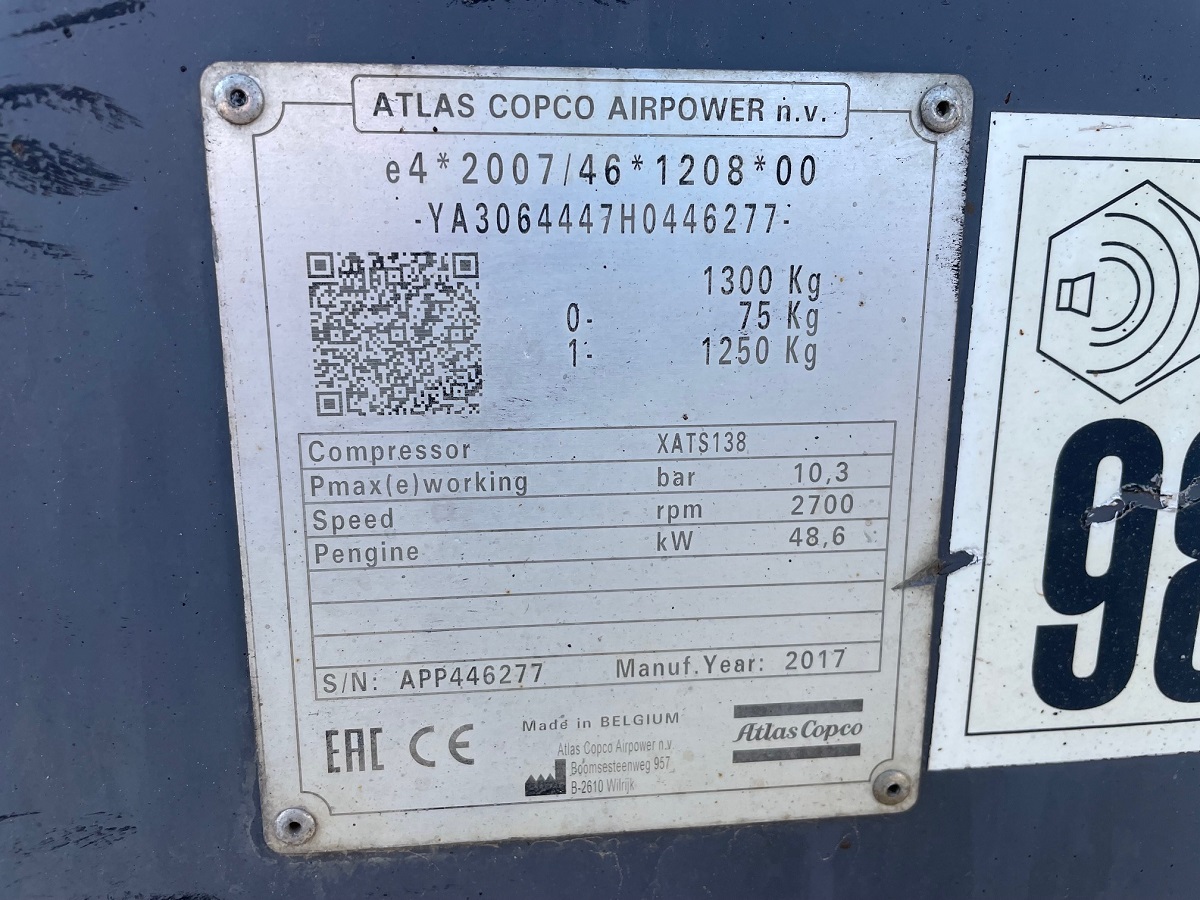 ATLAS COPCO AIRPOWER n.v.
e4*2007/46*1208*00
-YA3064447H0446277-
1300 Kg
0- 75 Kg
1- 1250 Kg
Compressor XATS138
Pmax(e)working bar 10,3
Speed rpm 2700
Pengine kW 48,6
S/N: APP446277 Manuf.Year: 2017
EAC CE
Made in BELGIUM
Atlas Copco Airpower n.v.
Boomsesteenweg 957
B-2610 Wilrijk
Atlas Copco
98